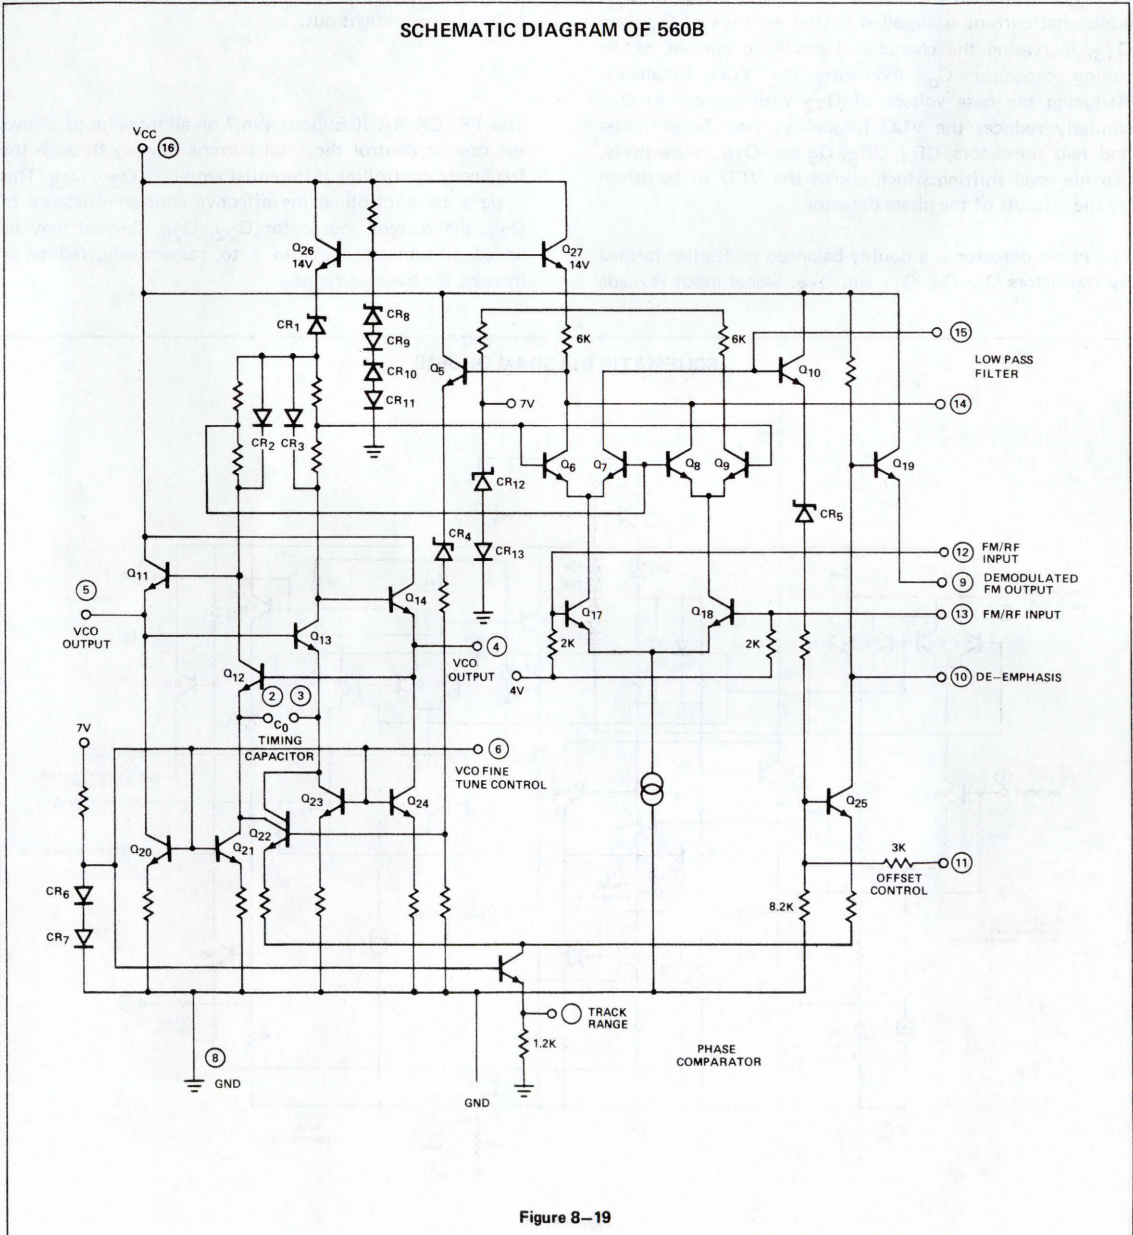 SCHEMATIC DIAGRAM OF 560B
VCC
16
Q26
14V
Q27
14V
CR1
CR8
CR9
CR10
CR11
6K
6K
15
LOW PASS
FILTER
14
Q5
7V
Q10
CR2
CR3
Q6
Q7
Q8
Q9
Q19
CR12
CR4
CR13
CR5
12
FM/RF
INPUT
9
DEMODULATED
FM OUTPUT
13
FM/RF INPUT
Q11
5
VCO
OUTPUT
Q14
Q17
Q18
Q13
2K
2K
4
VCO
OUTPUT
4V
Q12
2
3
C0
TIMING
CAPACITOR
10
DE–EMPHASIS
7V
6
VCO FINE
TUNE CONTROL
Q23
Q24
Q22
Q20
Q21
Q25
3K
11
OFFSET
CONTROL
CR6
CR7
8.2K
TRACK
RANGE
1.2K
PHASE
COMPARATOR
8
GND
GND
Figure 8–19